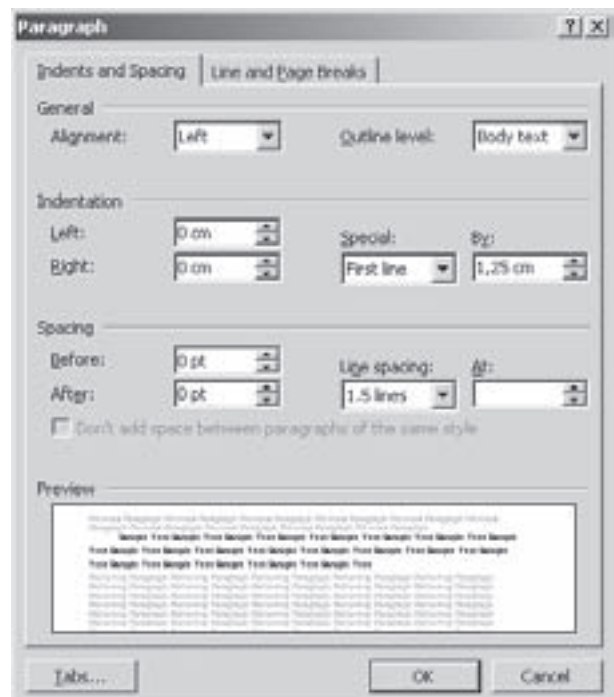 Paragraph
Indents and Spacing Line and Page Breaks
General
Alignment: Left Outline level: Body text
Indentation
Left: 0 cm Special: By:
Right: 0 cm First line 1,25 cm
Spacing
Before: 0 pt Line spacing: At:
After: 0 pt 1.5 lines
Don't add space between paragraphs of the same style
Preview
Tabs... OK Cancel